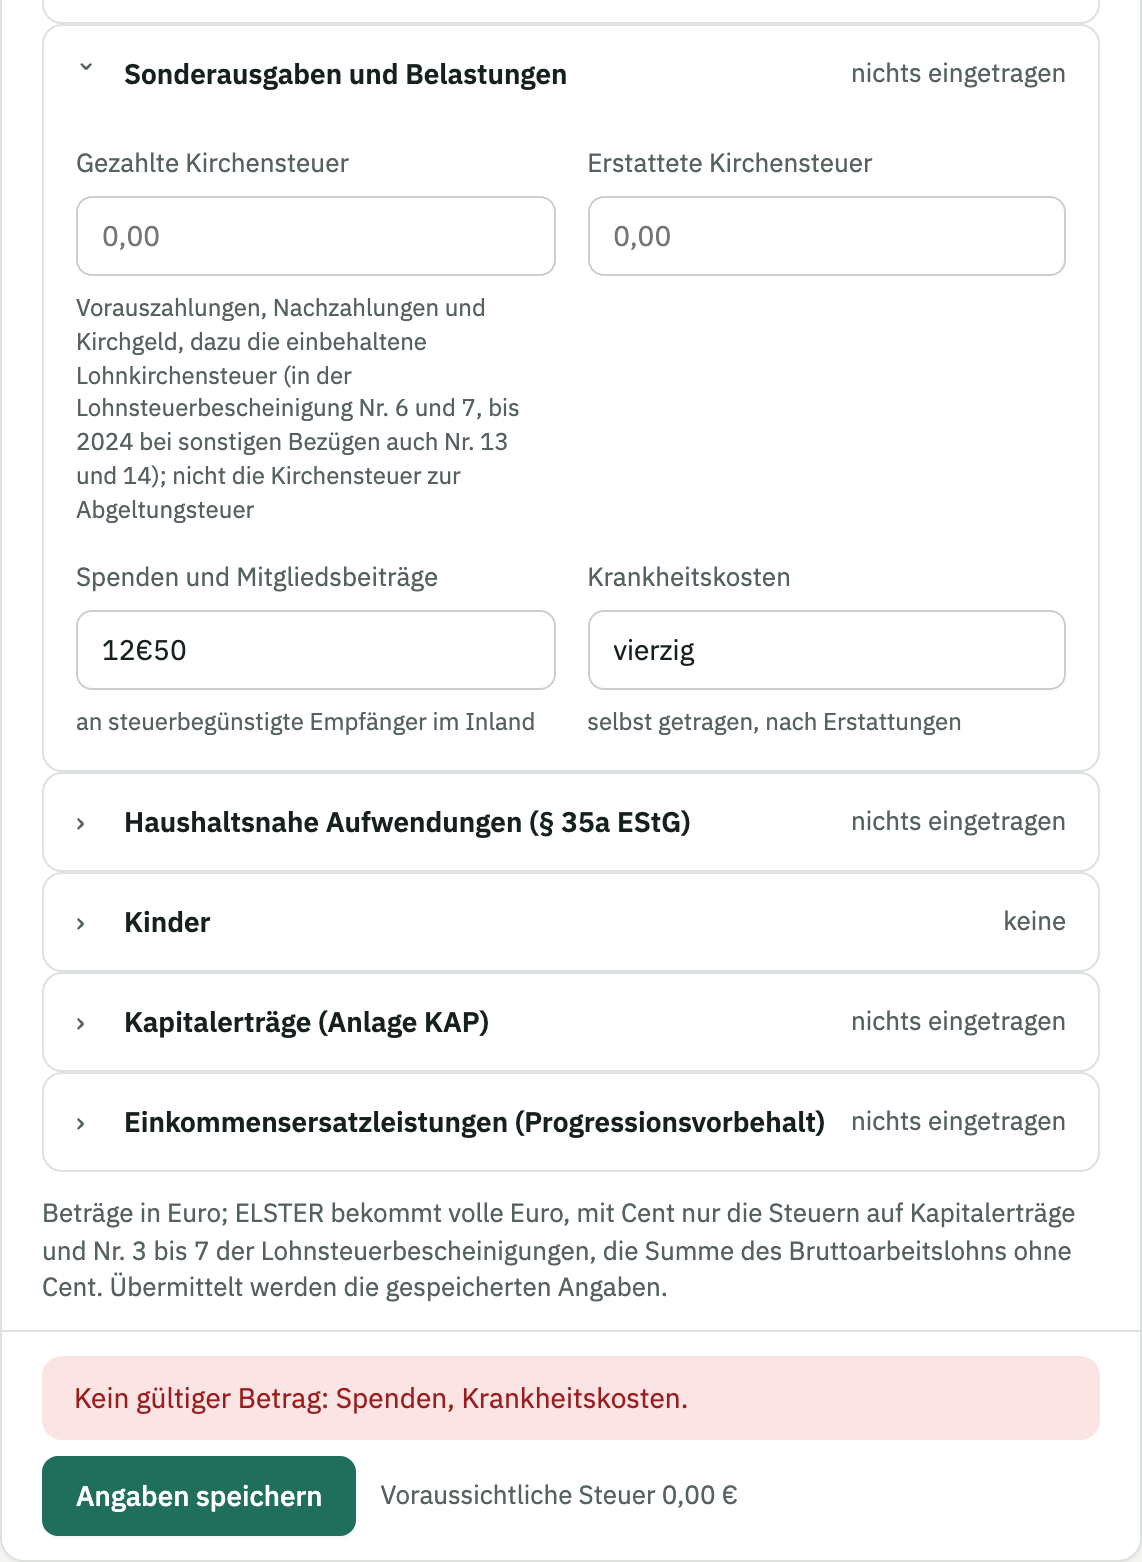 Sonderausgaben und Belastungen nichts eingetragen
Gezahlte Kirchensteuer Erstattete Kirchensteuer
0,00 0,00
Vorauszahlungen, Nachzahlungen und
Kirchgeld, dazu die einbehaltene
Lohnkirchensteuer (in der
Lohnsteuerbescheinigung Nr. 6 und 7, bis
2024 bei sonstigen Bezügen auch Nr. 13
und 14); nicht die Kirchensteuer zur
Abgeltungsteuer
Spenden und Mitgliedsbeiträge Krankheitskosten
12€50 vierzig
an steuerbegünstigte Empfänger im Inland selbst getragen, nach Erstattungen
Haushaltsnahe Aufwendungen (§ 35a EStG) nichts eingetragen
Kinder keine
Kapitalerträge (Anlage KAP) nichts eingetragen
Einkommensersatzleistungen (Progressionsvorbehalt) nichts eingetragen
Beträge in Euro; ELSTER bekommt volle Euro, mit Cent nur die Steuern auf Kapitalerträge
und Nr. 3 bis 7 der Lohnsteuerbescheinigungen, die Summe des Bruttoarbeitslohns ohne
Cent. Übermittelt werden die gespeicherten Angaben.
Kein gültiger Betrag: Spenden, Krankheitskosten.
Angaben speichern Voraussichtliche Steuer 0,00 €